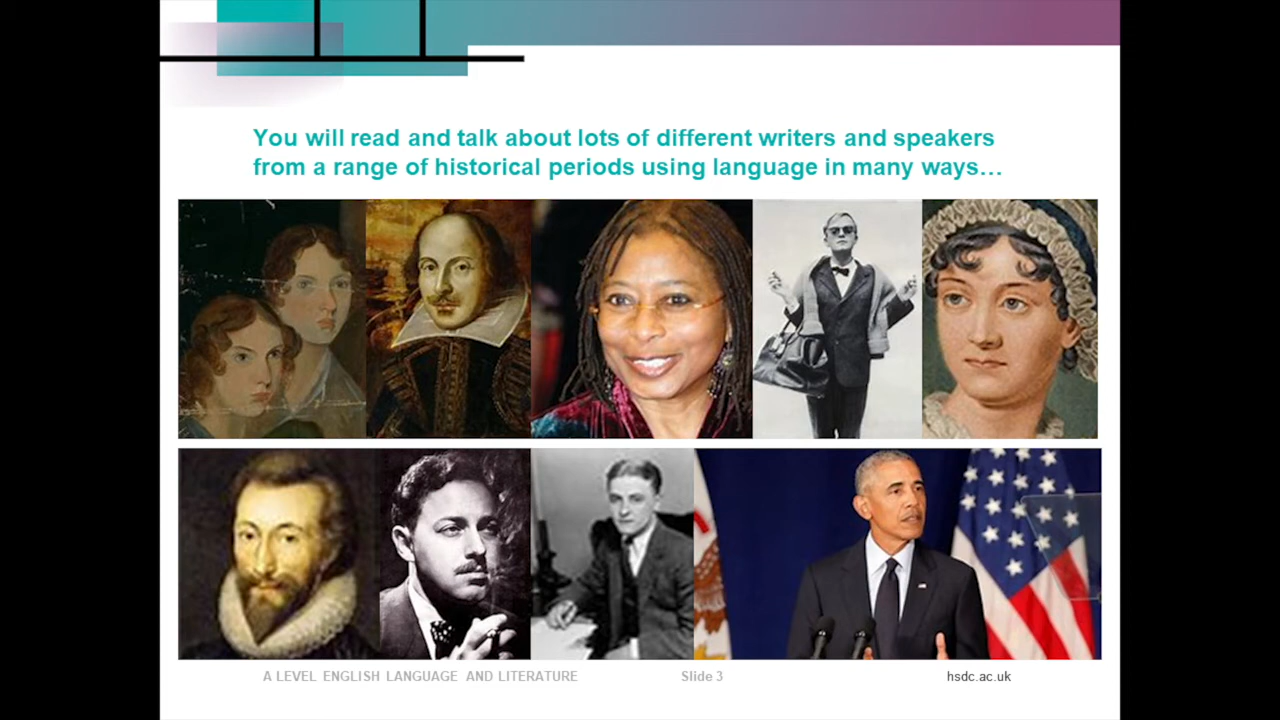 You will read and talk about lots of different writers and speakers
from a range of historical periods using language in many ways…
A LEVEL ENGLISH LANGUAGE AND LITERATURE
Slide 3
hsdc.ac.uk